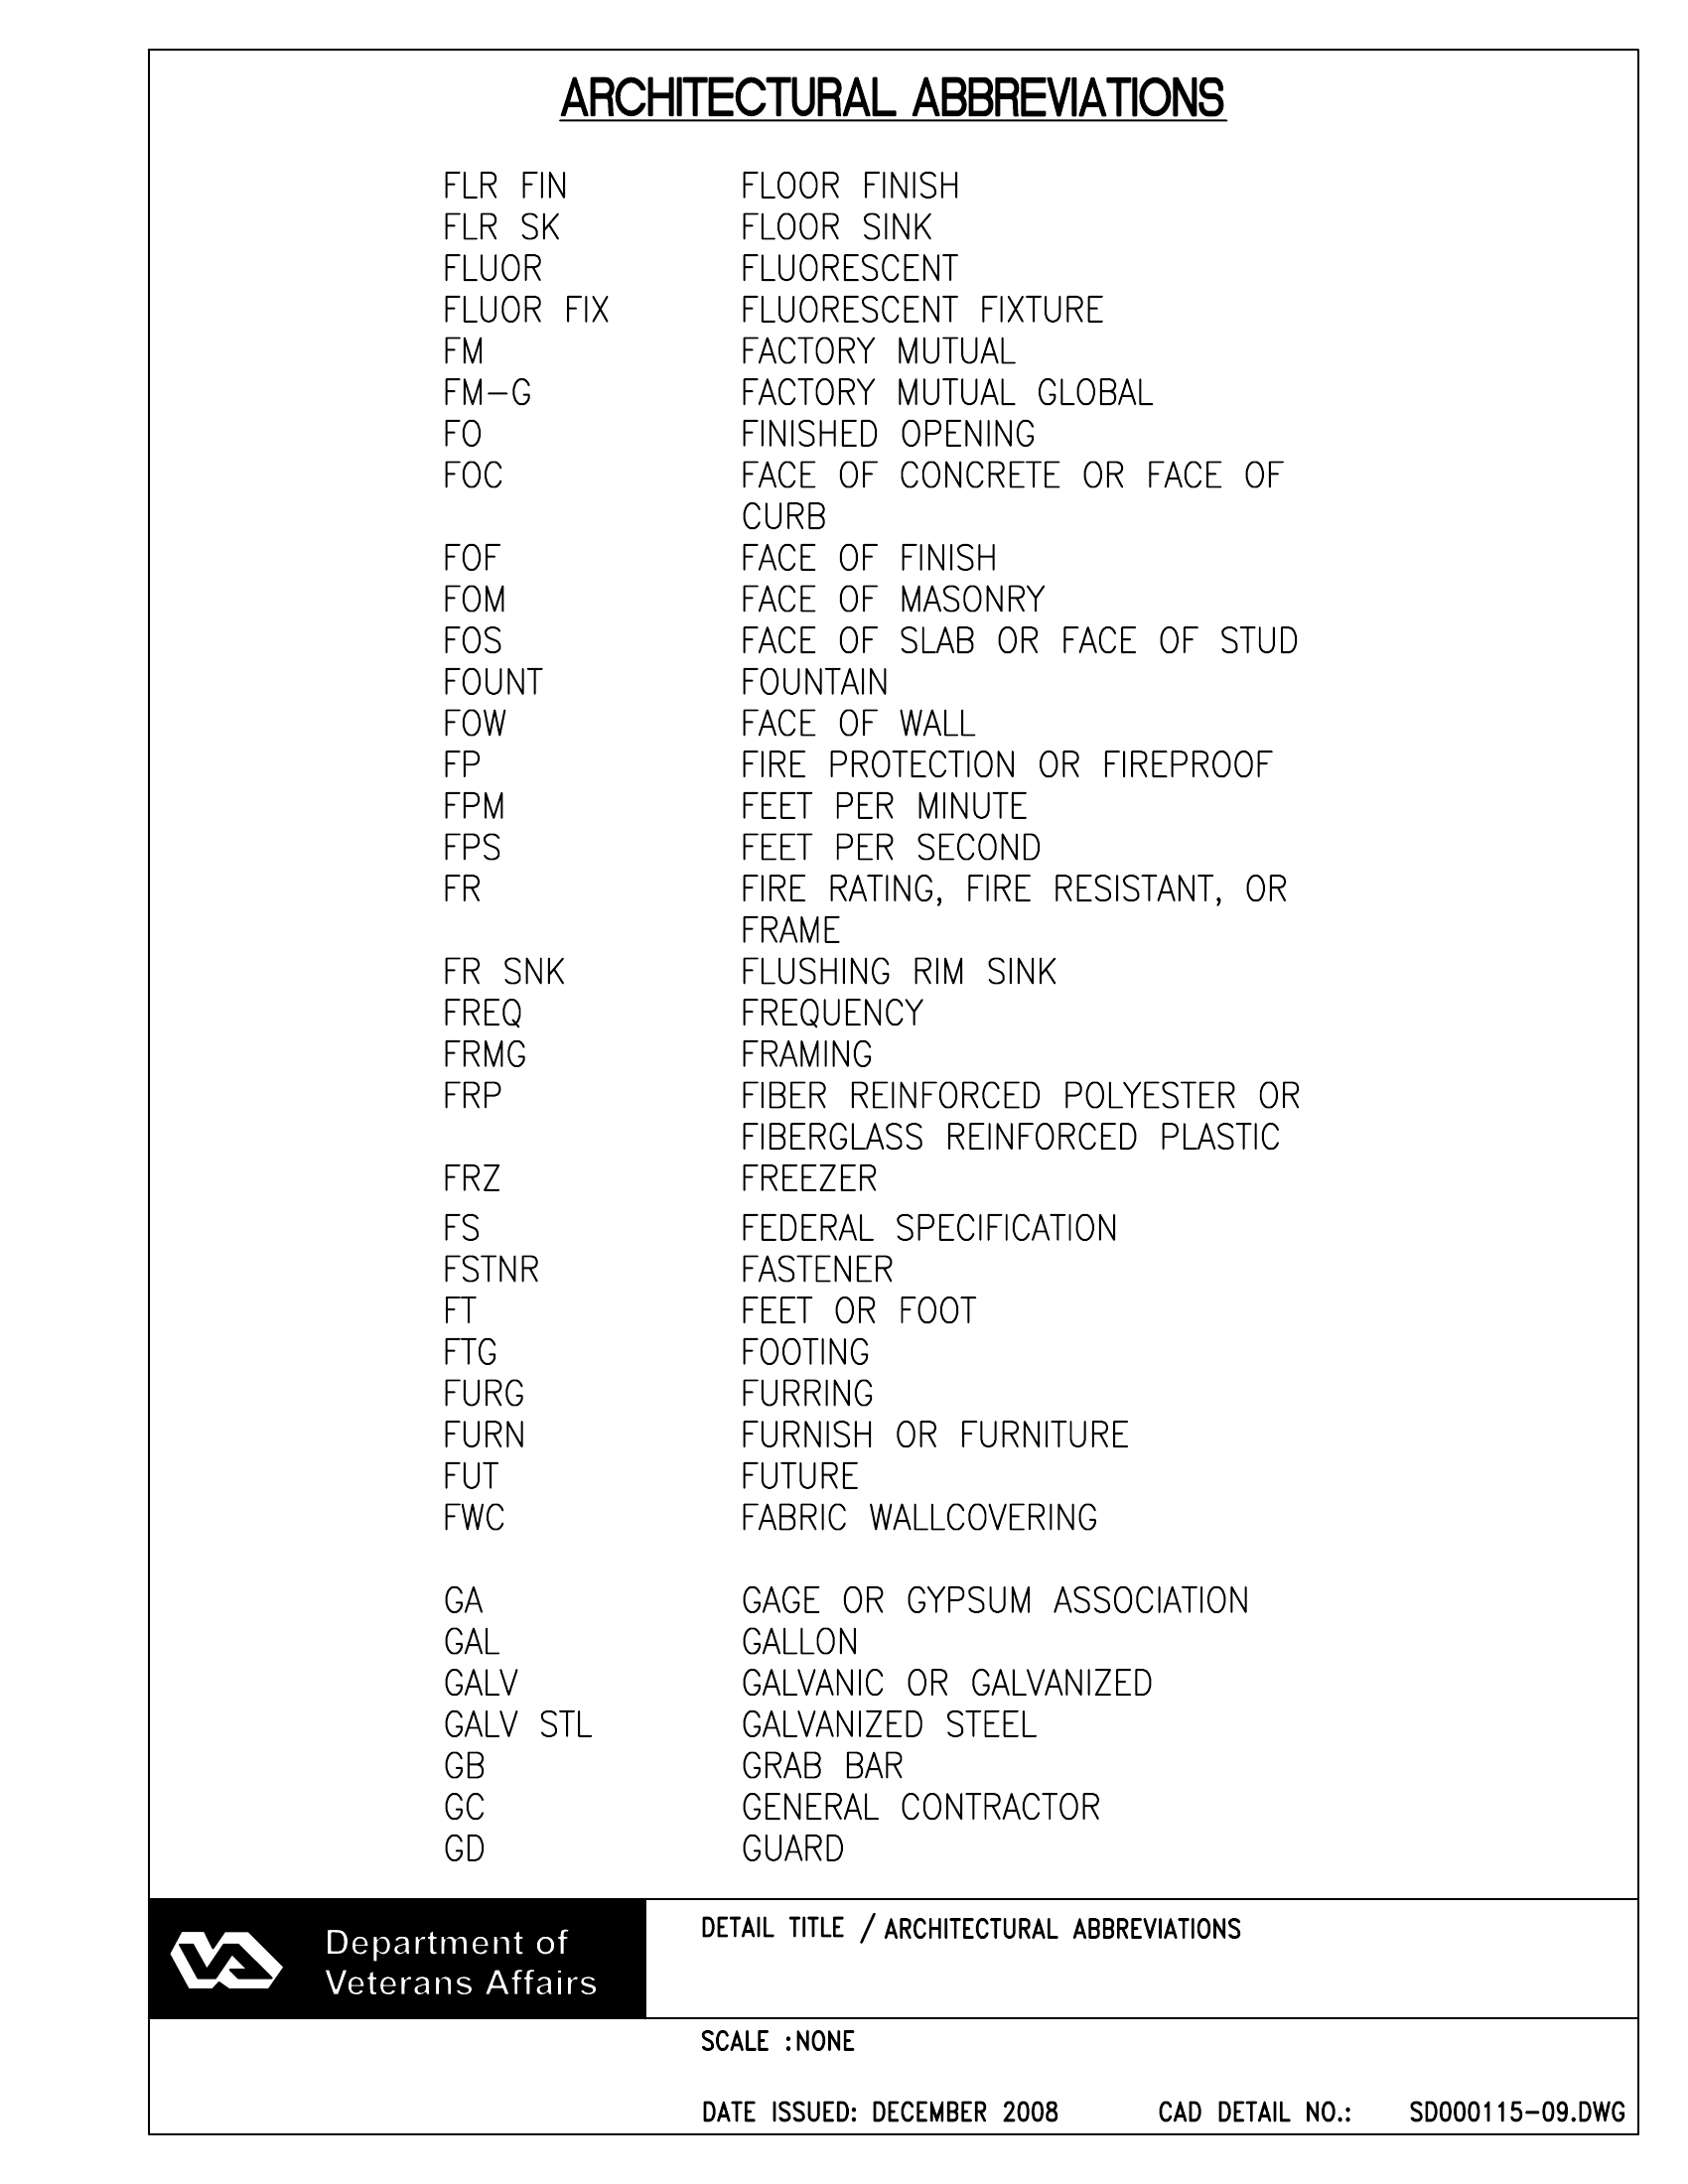 ARCHITECTURAL ABBREVIATIONS
FLR FIN FLOOR FINISH
FLR SK FLOOR SINK
FLUOR FLUORESCENT
FLUOR FIX FLUORESCENT FIXTURE
FM FACTORY MUTUAL
FM-G FACTORY MUTUAL GLOBAL
FO FINISHED OPENING
FOC FACE OF CONCRETE OR FACE OF
CURB
FOF FACE OF FINISH
FOM FACE OF MASONRY
FOS FACE OF SLAB OR FACE OF STUD
FOUNT FOUNTAIN
FOW FACE OF WALL
FP FIRE PROTECTION OR FIREPROOF
FPM FEET PER MINUTE
FPS FEET PER SECOND
FR FIRE RATING, FIRE RESISTANT, OR
FRAME
FR SNK FLUSHING RIM SINK
FREQ FREQUENCY
FRMG FRAMING
FRP FIBER REINFORCED POLYESTER OR
FIBERGLASS REINFORCED PLASTIC
FRZ FREEZER
FS FEDERAL SPECIFICATION
FSTNR FASTENER
FT FEET OR FOOT
FTG FOOTING
FURG FURRING
FURN FURNISH OR FURNITURE
FUT FUTURE
FWC FABRIC WALLCOVERING
GA GAGE OR GYPSUM ASSOCIATION
GAL GALLON
GALV GALVANIC OR GALVANIZED
GALV STL GALVANIZED STEEL
GB GRAB BAR
GC GENERAL CONTRACTOR
GD GUARD
Department of
Veterans Affairs
DETAIL TITLE / ARCHITECTURAL ABBREVIATIONS
SCALE :NONE
DATE ISSUED: DECEMBER 2008 CAD DETAIL NO.: SD000115-09.DWG